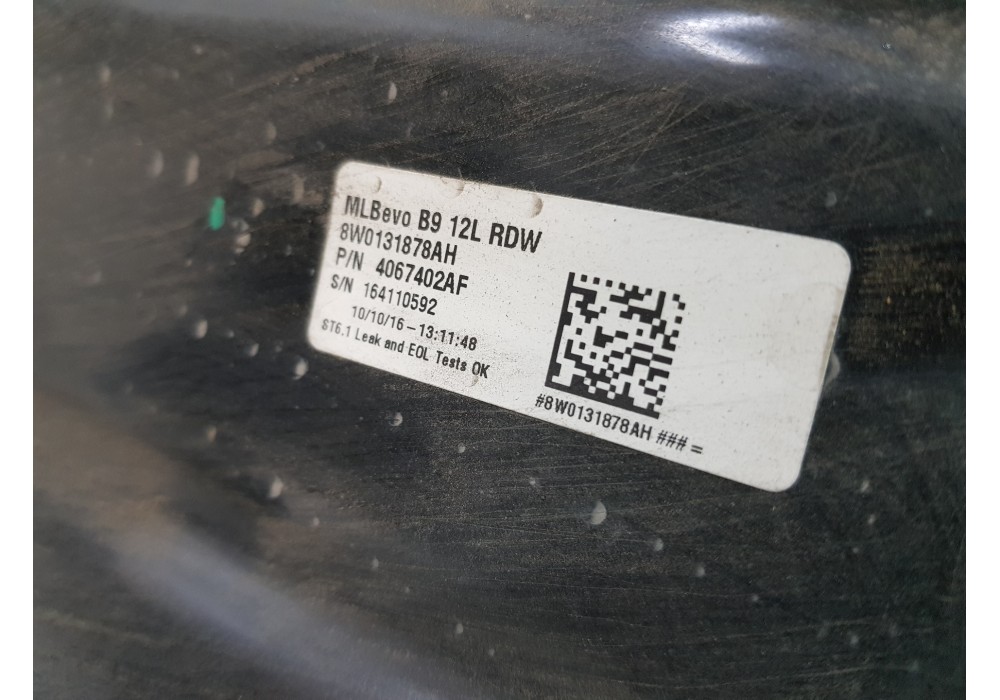 MLBevo B9 12L RDW
8W0131878AH
P/N 4067402AF
S/N 164110592
10/10/16-13:11:48
ST6.1 Leak and EOL Tests OK
#8W0131878AH ###=